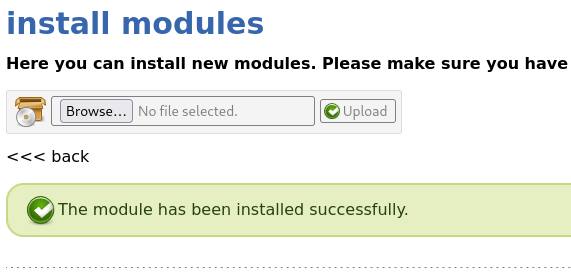 install modules
Here you can install new modules. Please make sure you have
Browse... No file selected. Upload
<<< back
The module has been installed successfully.